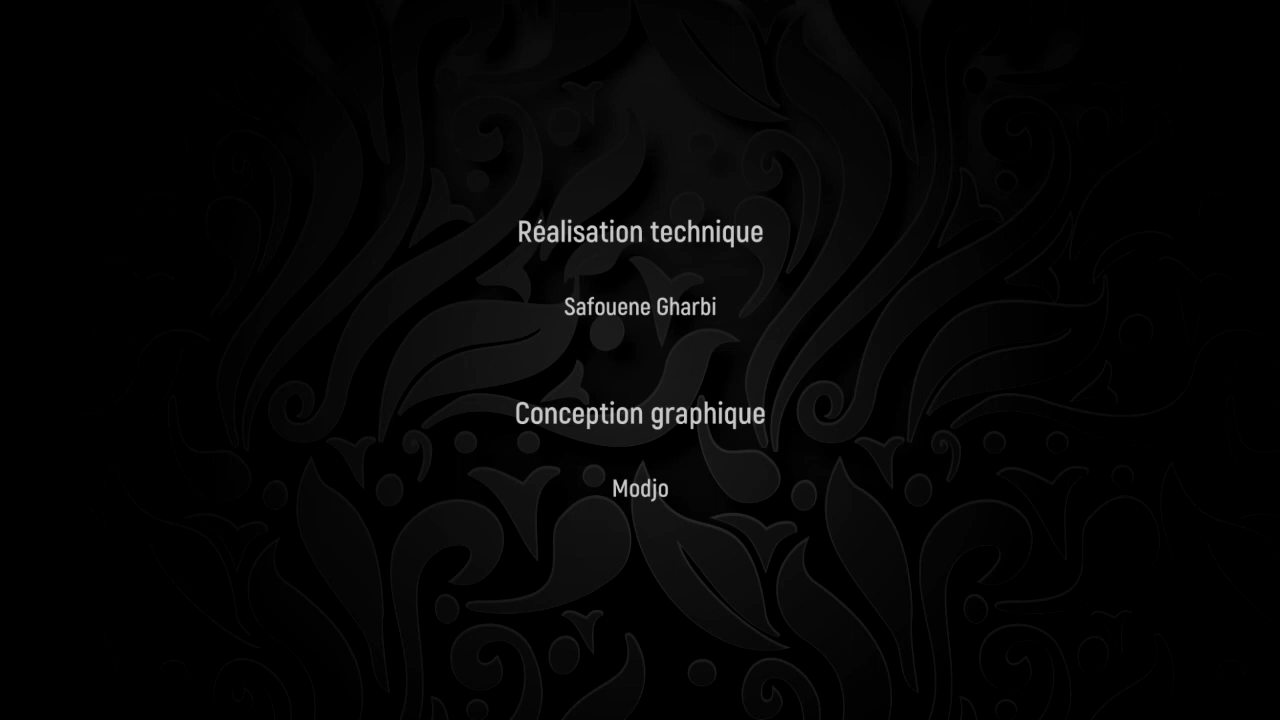 Réalisation technique
Safouene Gharbi
Conception graphique
Modjo